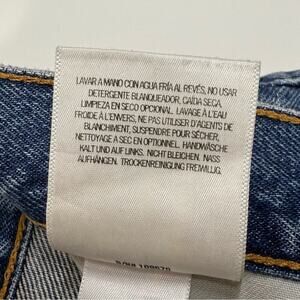 LAVAR A MANO CON AGUA FRÍA AL REVÉS, NO USAR
DETERGENTE BLANQUEADOR, CAÍDA SECA,
LIMPIEZA EN SECO OPCIONAL. LAVAGE À L'EAU
FROIDE À L'ENVERS, NE PAS UTILISER D'AGENTS DE
BLANCHIMENT, SUSPENDRE POUR SÉCHER,
NETTOYAGE A SEC EN OPTIONNEL. HANDWÄSCHE
KALT UND AUF LINKS. NICHT BLEICHEN. NASS
AUFHÄNGEN. TROCKENREINIGUNG FREIWILLIG.